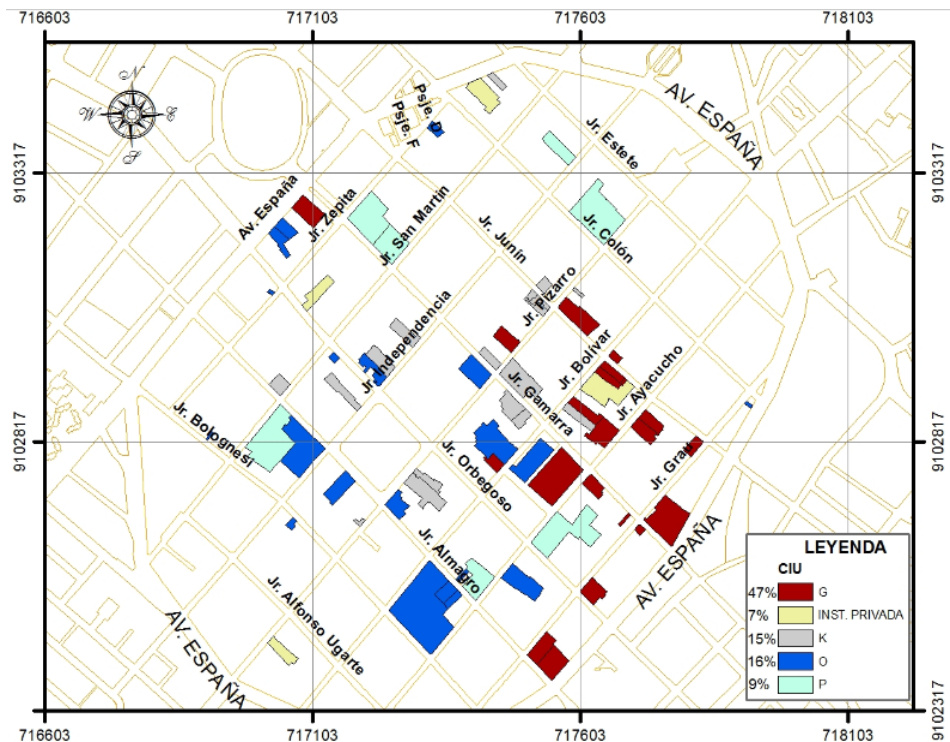 716603 717103 717603 718103
N
W E
S
AV. ESPAÑA
Psje. D
Psje. F
Jr. Estete
9103317 9103317
Av. España
Jr. Zepita
Jr. San Martin
Jr. Junín
Jr. Colón
Jr. Pizarro
Jr. Independencia
Jr. Bolívar
Jr. Ayacucho
Jr. Gamarra
Jr. Bolognesi
9102817 9102817
Jr. Orbegoso
Jr. Grau
Jr. Almagro
AV. ESPAÑA
Jr. Alfonso Ugarte
AV. ESPAÑA
LEYENDA
CIU
47% G
7% INST. PRIVADA
15% K
16% O
9% P
9102317
716603 717103 717603 718103